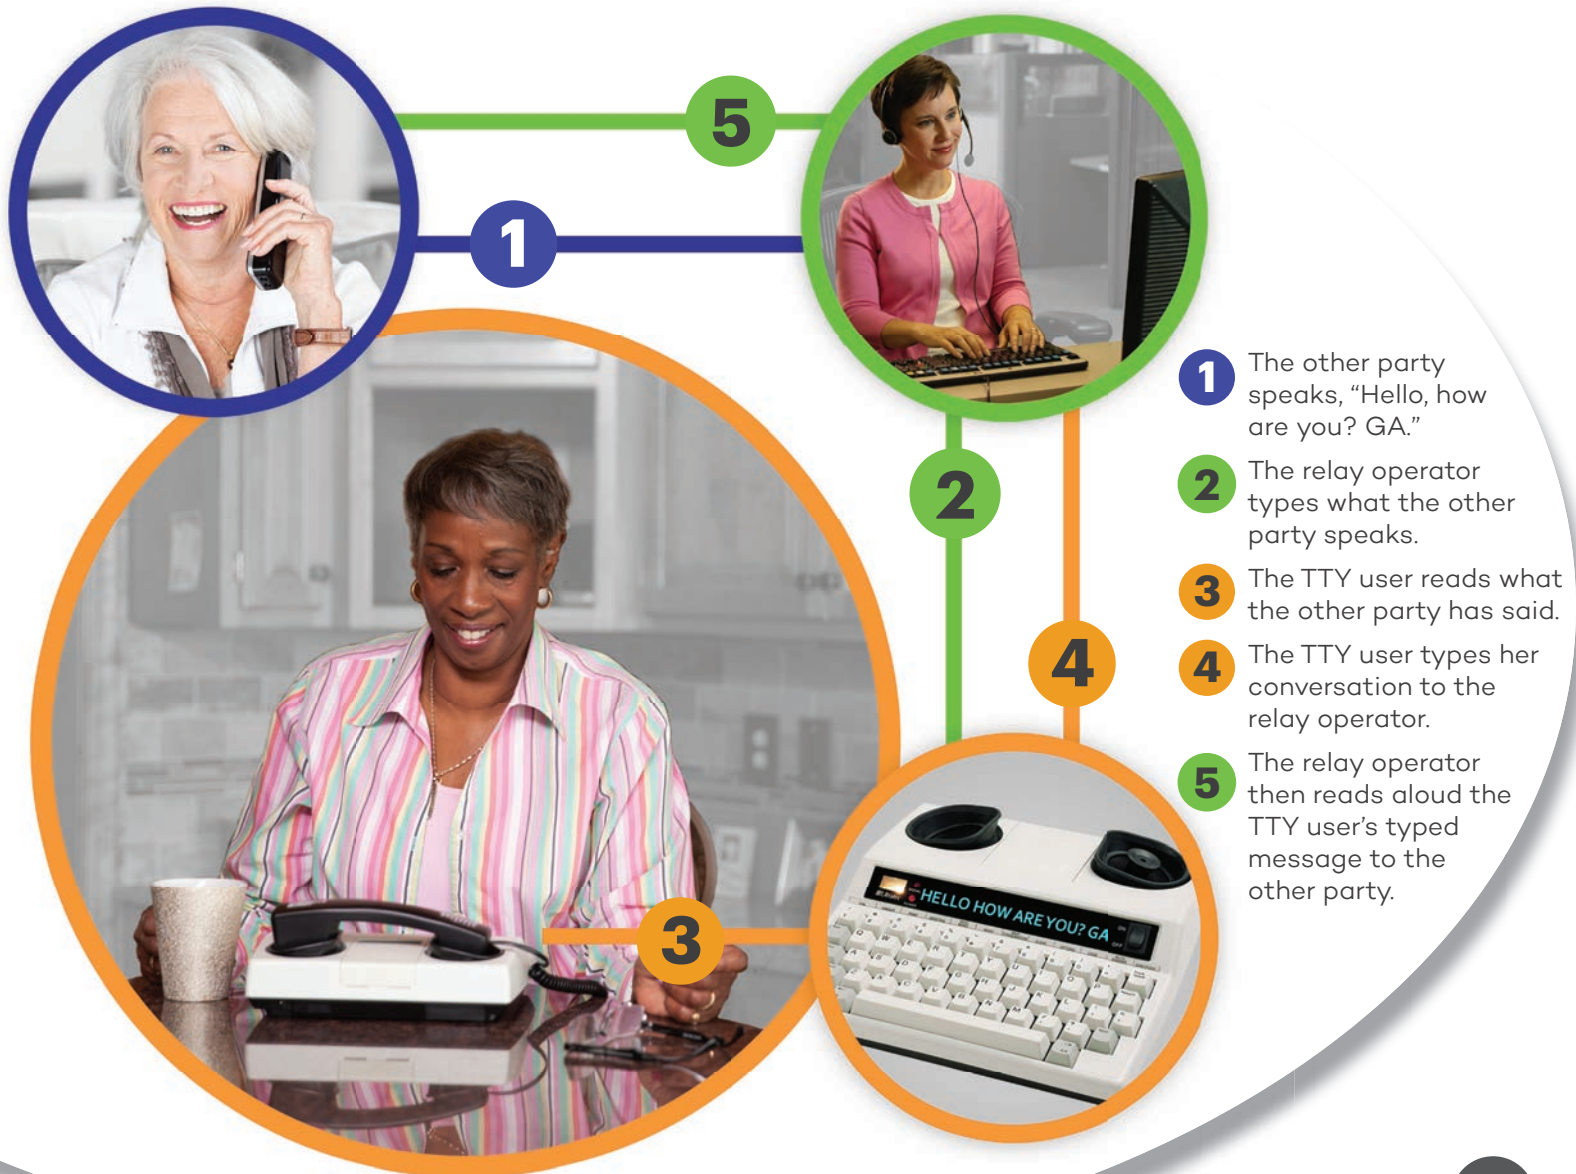 5
1
2
4
3
HELLO HOW ARE YOU? GA
ON
OFF
1 The other party
speaks, “Hello, how
are you? GA.”
2 The relay operator
types what the other
party speaks.
3 The TTY user reads what
the other party has said.
4 The TTY user types her
conversation to the
relay operator.
5 The relay operator
then reads aloud the
TTY user’s typed
message to the
other party.